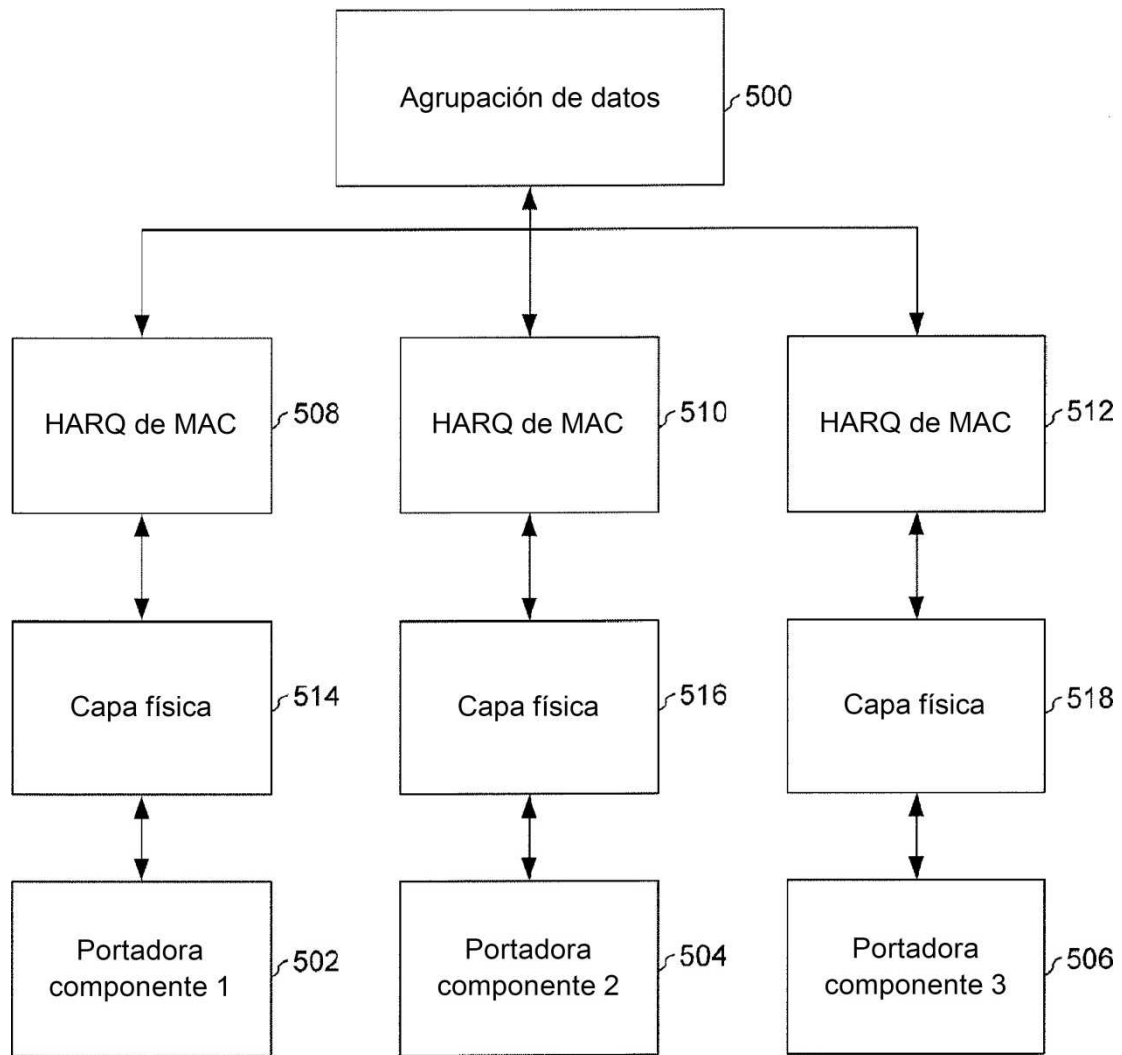 Agrupación de datos
500
HARQ de MAC
508
HARQ de MAC
510
HARQ de MAC
512
Capa física
514
Capa física
516
Capa física
518
Portadora
componente 1
502
Portadora
componente 2
504
Portadora
componente 3
506